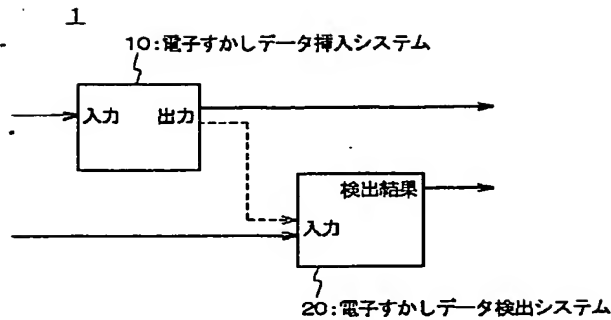 1
10:電子すかしデータ挿入システム
入力 出力
検出結果
入力
20:電子すかしデータ検出システム